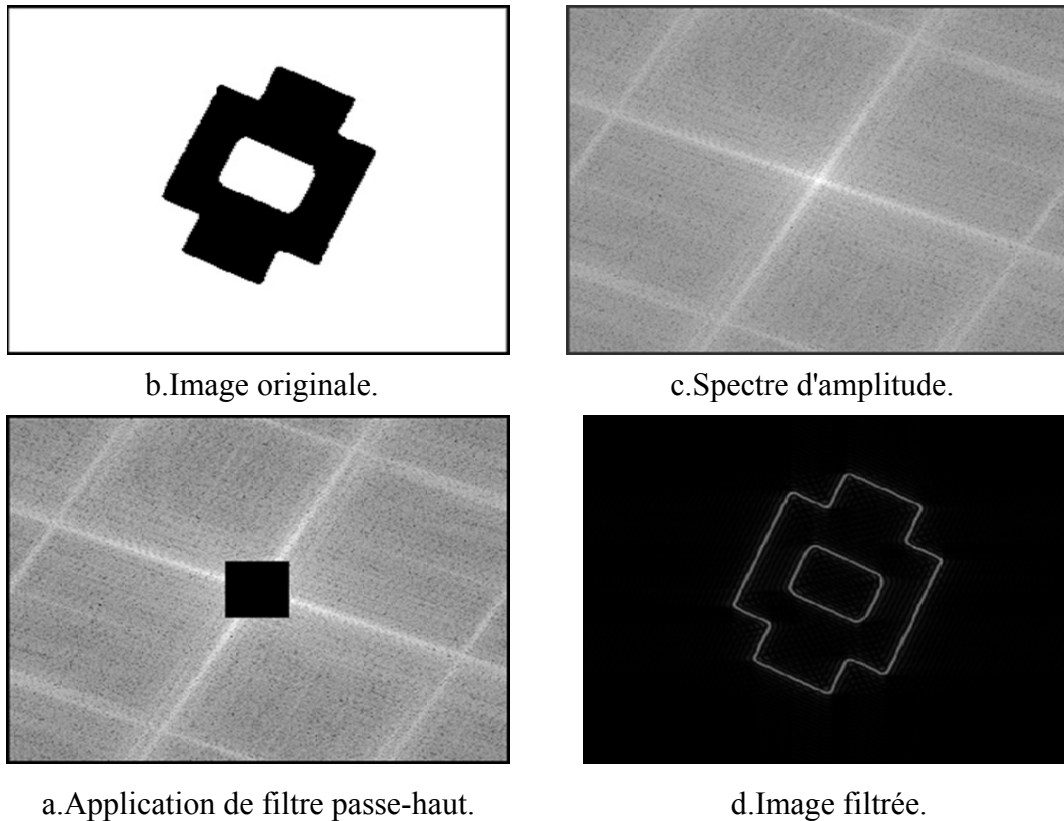 b.Image originale.
c.Spectre d'amplitude.
a.Application de filtre passe-haut.
d.Image filtrée.